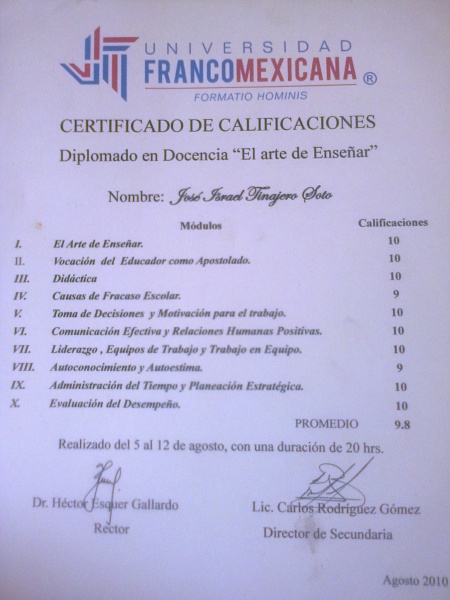 UNIVERSIDAD
FRANCOMEXICANA ®
FORMATIO HOMINIS
CERTIFICADO DE CALIFICACIONES
Diplomado en Docencia “El arte de Enseñar”
Nombre: José Israel Tinajero Soto
Módulos Calificaciones
I. El Arte de Enseñar. 10
II. Vocación del Educador como Apostolado. 10
III. Didáctica 10
IV. Causas de Fracaso Escolar. 9
V. Toma de Decisiones y Motivación para el trabajo. 10
VI. Comunicación Efectiva y Relaciones Humanas Positivas. 10
VII. Liderazgo , Equipos de Trabajo y Trabajo en Equipo. 10
VIII. Autoconocimiento y Autoestima. 9
IX. Administración del Tiempo y Planeación Estratégica. 10
X. Evaluación del Desempeño. 10
PROMEDIO 9.8
Realizado del 5 al 12 de agosto, con una duración de 20 hrs.
Dr. Héctor Esquer Gallardo Lic. Carlos Rodríguez Gómez
Rector Director de Secundaria
Agosto 2010